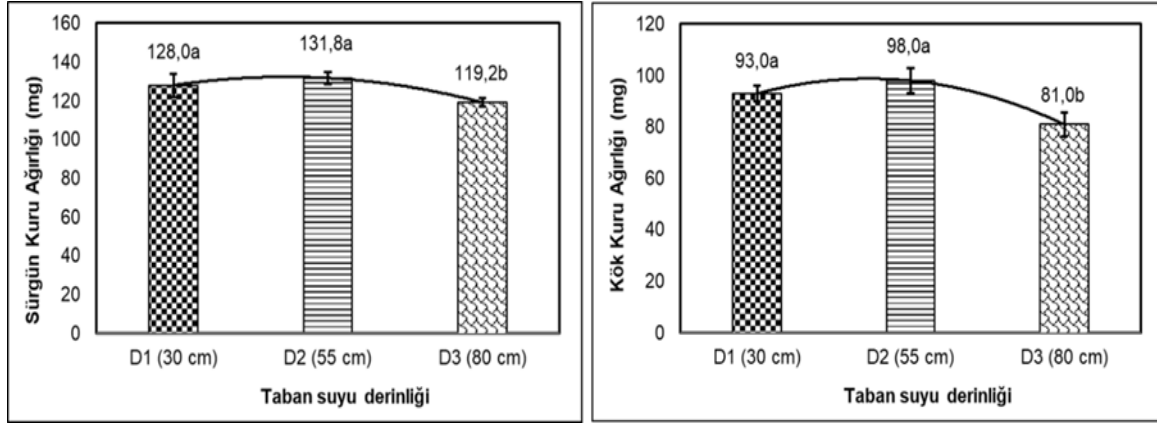 Sürgün Kuru Ağırlığı (mg)
160
140
120
100
80
60
40
20
0
128,0a
131,8a
119,2b
D1 (30 cm)
D2 (55 cm)
D3 (80 cm)
Taban suyu derinliği
Kök Kuru Ağırlığı (mg)
120
100
80
60
40
20
0
93,0a
98,0a
81,0b
D1 (30 cm)
D2 (55 cm)
D3 (80 cm)
Taban suyu derinliği